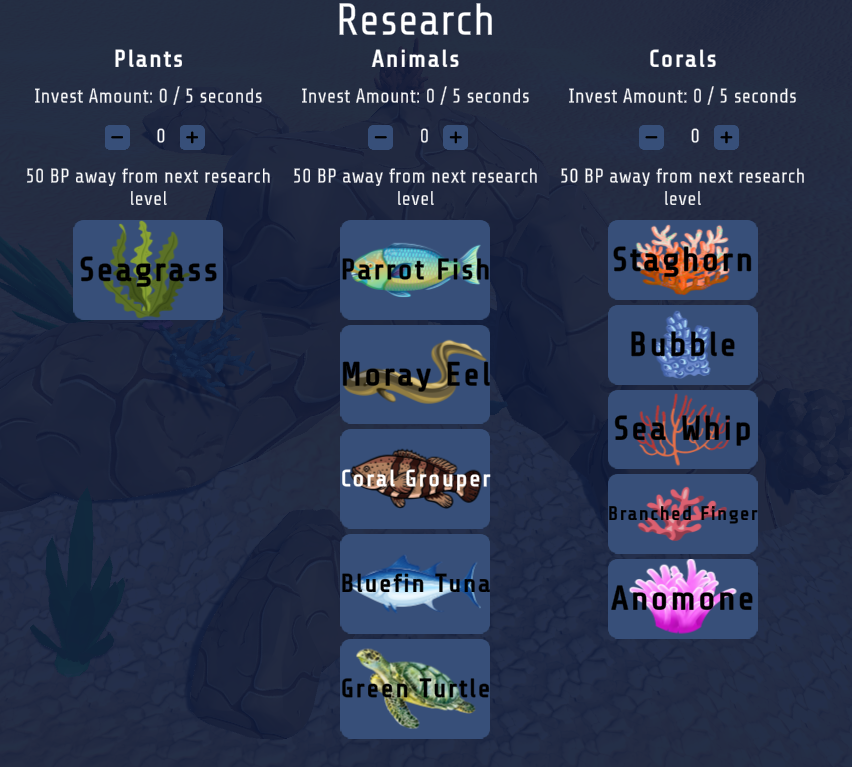 Research
Plants
Invest Amount: 0 / 5 seconds
− 0 +
50 BP away from next research
level
Seagrass
Animals
Invest Amount: 0 / 5 seconds
− 0 +
50 BP away from next research
level
Parrot Fish
Moray Eel
Coral Grouper
Bluefin Tuna
Green Turtle
Corals
Invest Amount: 0 / 5 seconds
− 0 +
50 BP away from next research
level
Staghorn
Bubble
Sea Whip
Branched Finger
Anomone